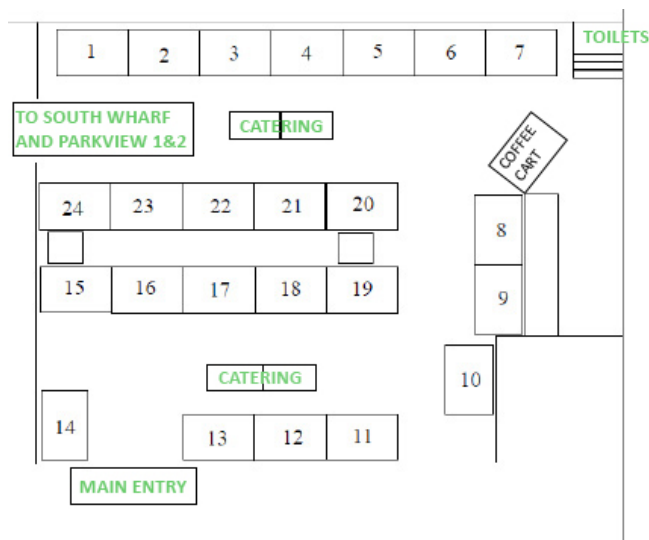 TOILETS
1 2 3 4 5 6 7
TO SOUTH WHARF
AND PARKVIEW 1&2
CATERING
COFFEE
CART
24 23 22 21 20
8
15 16 17 18 19
9
CATERING
10
14
13 12 11
MAIN ENTRY